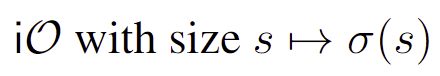 i𝒪 with size s ↦ σ(s)